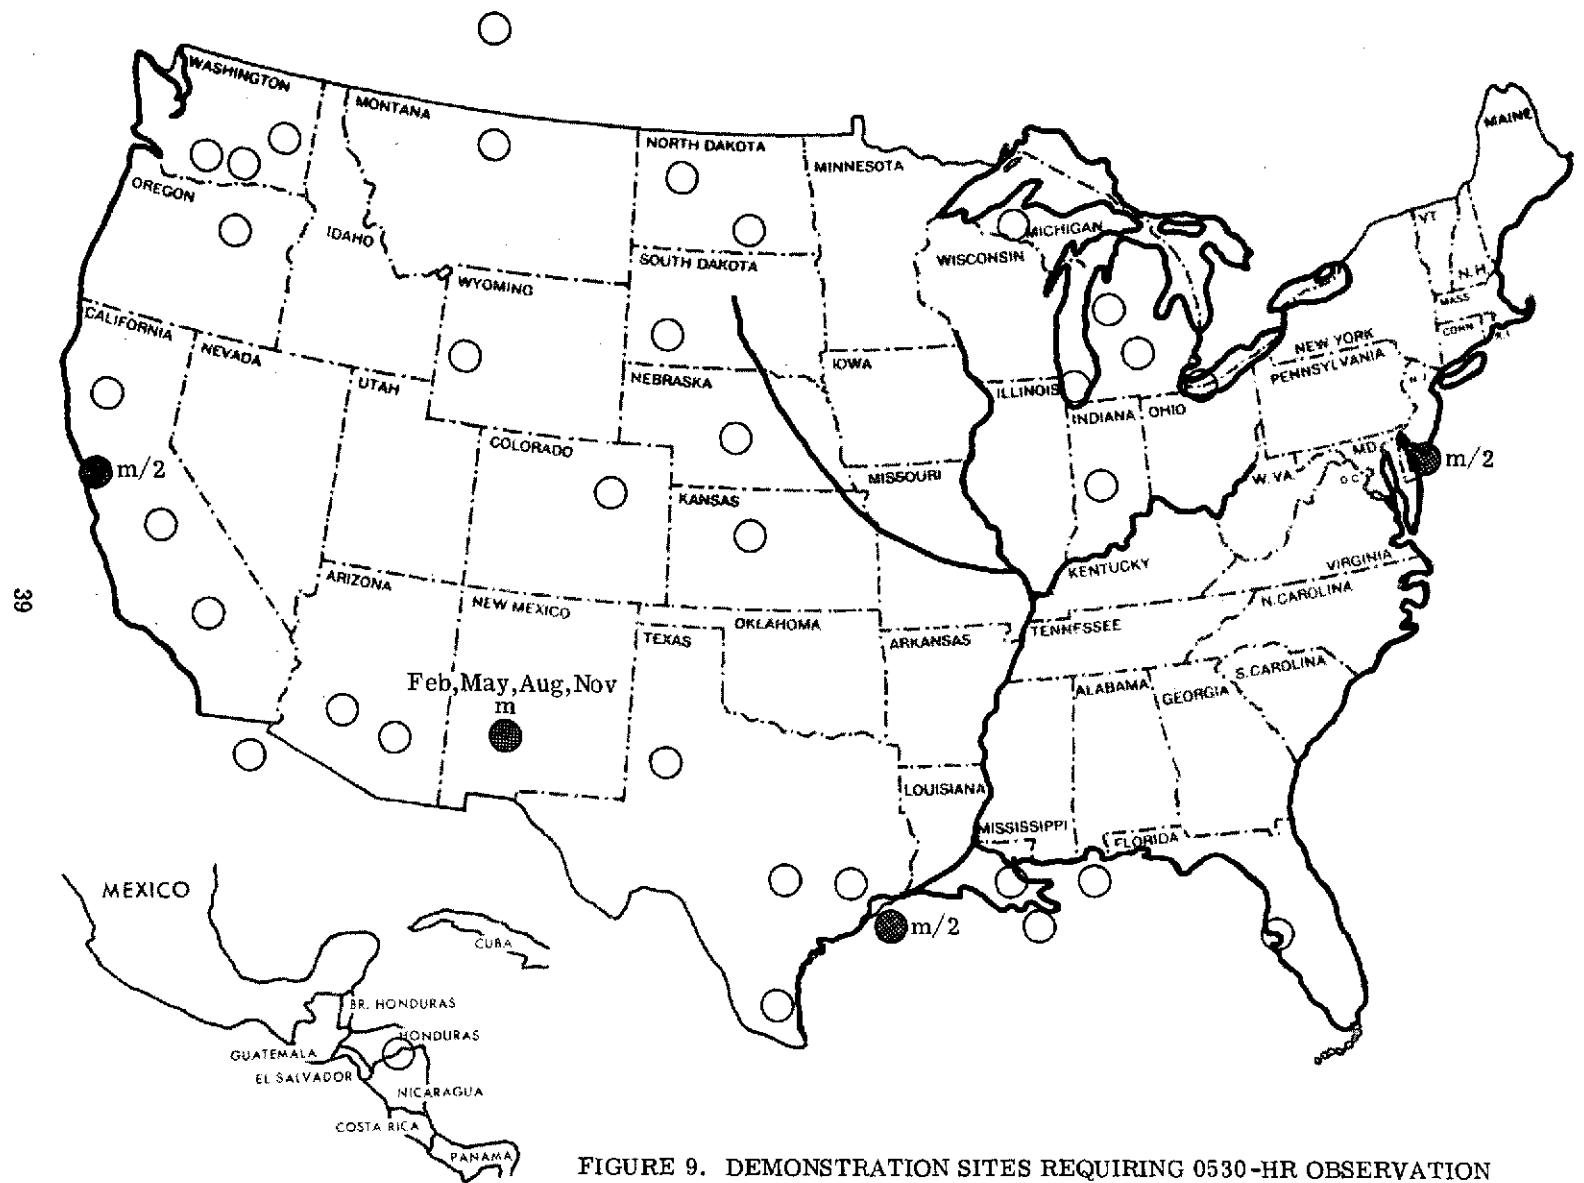 WASHINGTON
MONTANA
NORTH DAKOTA
MINNESOTA
MAINE
OREGON
IDAHO
VT
MICHIGAN
WISCONSIN
SOUTH DAKOTA
N.H.
WYOMING
MASS
CALIFORNIA
CONN
R.I.
NEVADA
NEW YORK
PENNSYLVANIA
IOWA
UTAH
NEBRASKA
ILLINOIS
INDIANA
OHIO
COLORADO
MD.
m/2
m/2
MISSOURI
W. VA.
D C
KANSAS
KENTUCKY
VIRGINIA
ARIZONA
NEW MEXICO
N. CAROLINA
39
OKLAHOMA
TENNESSEE
TEXAS
ARKANSAS
S. CAROLINA
Feb, May, Aug, Nov
m
ALABAMA
GEORGIA
LOUISIANA
MISSISSIPPI
FLORIDA
MEXICO
m/2
CUBA
BR. HONDURAS
HONDURAS
GUATEMALA
EL SALVADOR
NICARAGUA
COSTA RICA
PANAMA
FIGURE 9. DEMONSTRATION SITES REQUIRING 0530-HR OBSERVATION